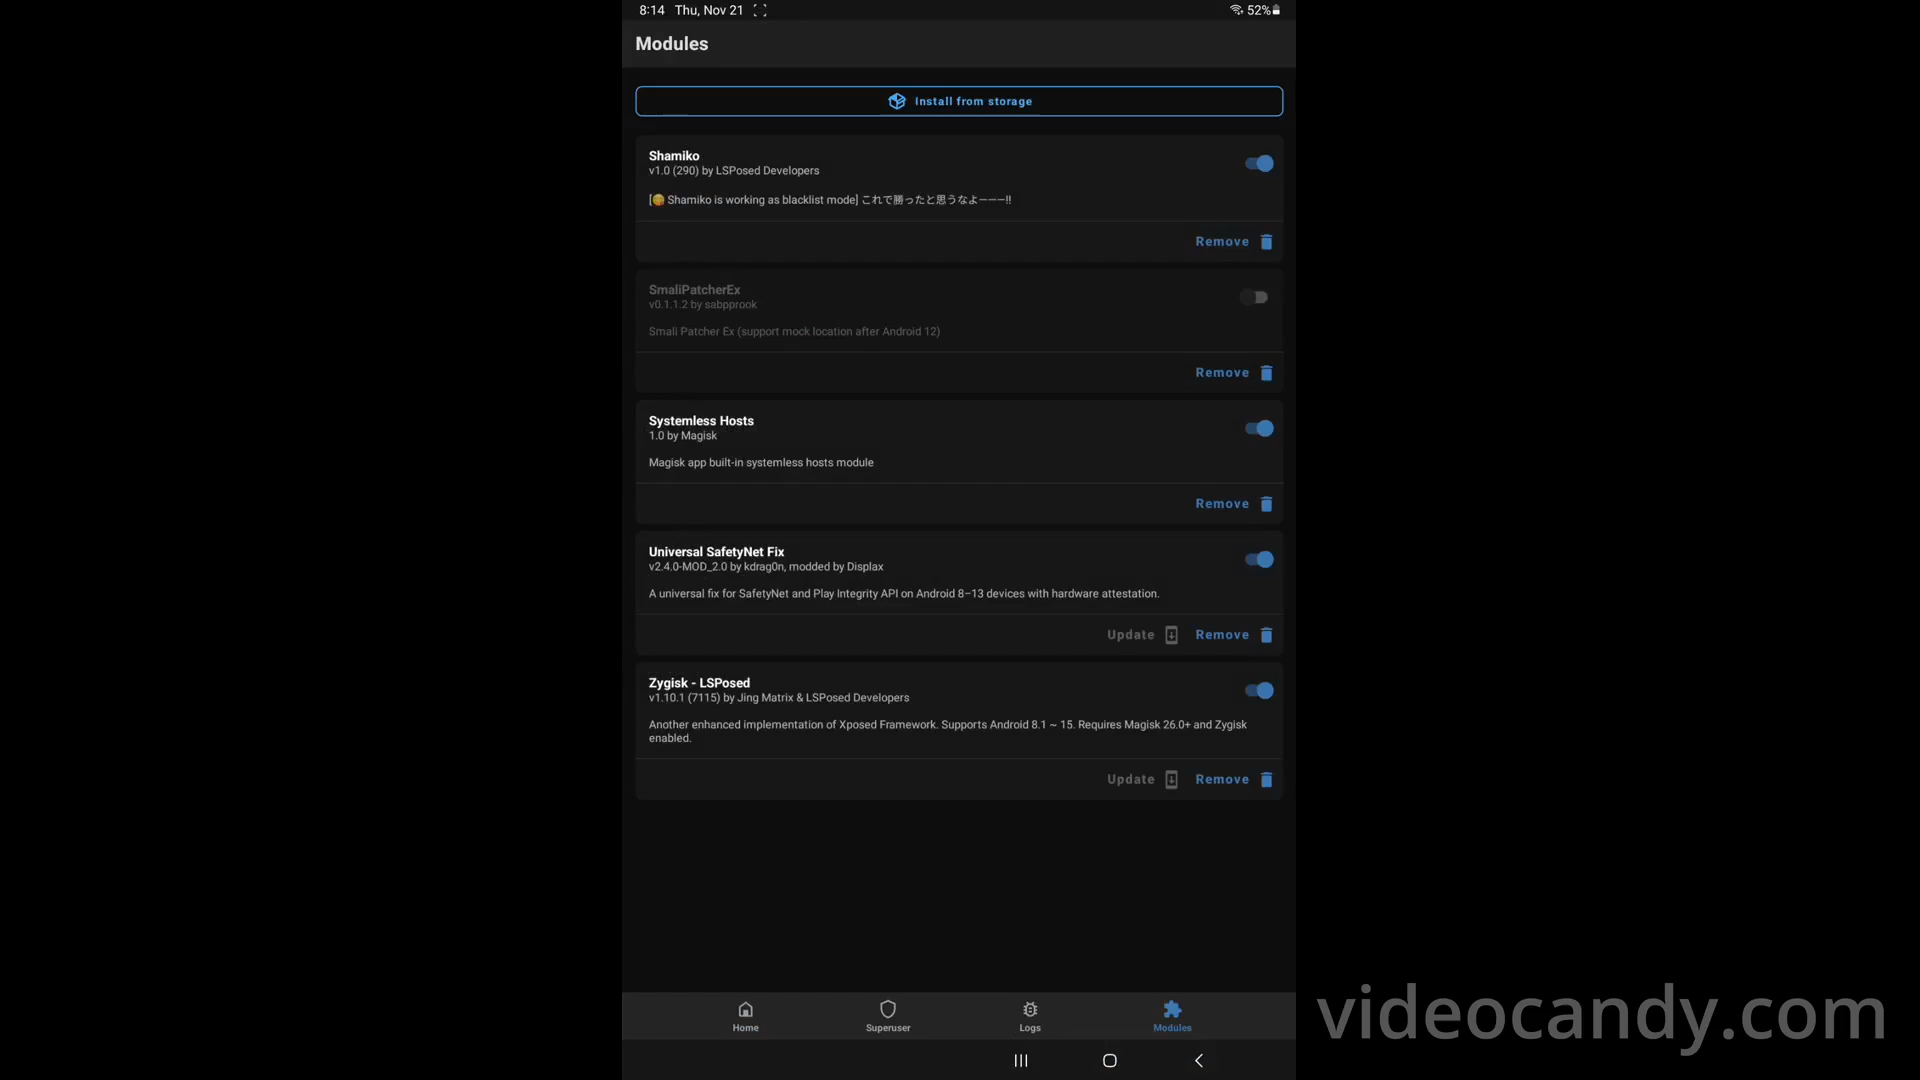 8:14 Thu, Nov 21
52%
Modules
Install from storage
Shamiko
v1.0 (290) by LSPosed Developers
[😋 Shamiko is working as blacklist mode] これで勝ったと思うなよーーー!!
Remove
SmaliPatcherEx
v0.1.1.2 by sabpprook
Smali Patcher Ex (support mock location after Android 12)
Remove
Systemless Hosts
1.0 by Magisk
Magisk app built-in systemless hosts module
Remove
Universal SafetyNet Fix
v2.4.0-MOD_2.0 by kdrag0n, modded by Displax
A universal fix for SafetyNet and Play Integrity API on Android 8–13 devices with hardware attestation.
Update Remove
Zygisk - LSPosed
v1.10.1 (7115) by Jing Matrix & LSPosed Developers
Another enhanced implementation of Xposed Framework. Supports Android 8.1 ~ 15. Requires Magisk 26.0+ and Zygisk
enabled.
Update Remove
Home Superuser Logs Modules
videocandy.com